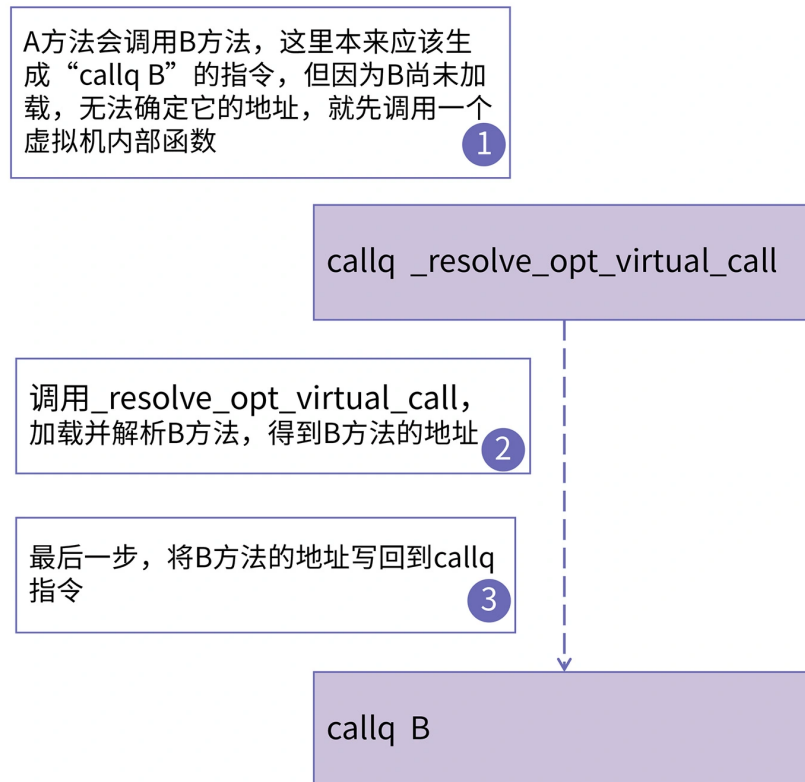 A方法会调用B方法，这里本来应该生
成“callq B”的指令，但因为B尚未加
载，无法确定它的地址，就先调用一个
虚拟机内部函数
1
callq _resolve_opt_virtual_call
调用_resolve_opt_virtual_call，
加载并解析B方法，得到B方法的地址
2
最后一步，将B方法的地址写回到callq
指令
3
callq B